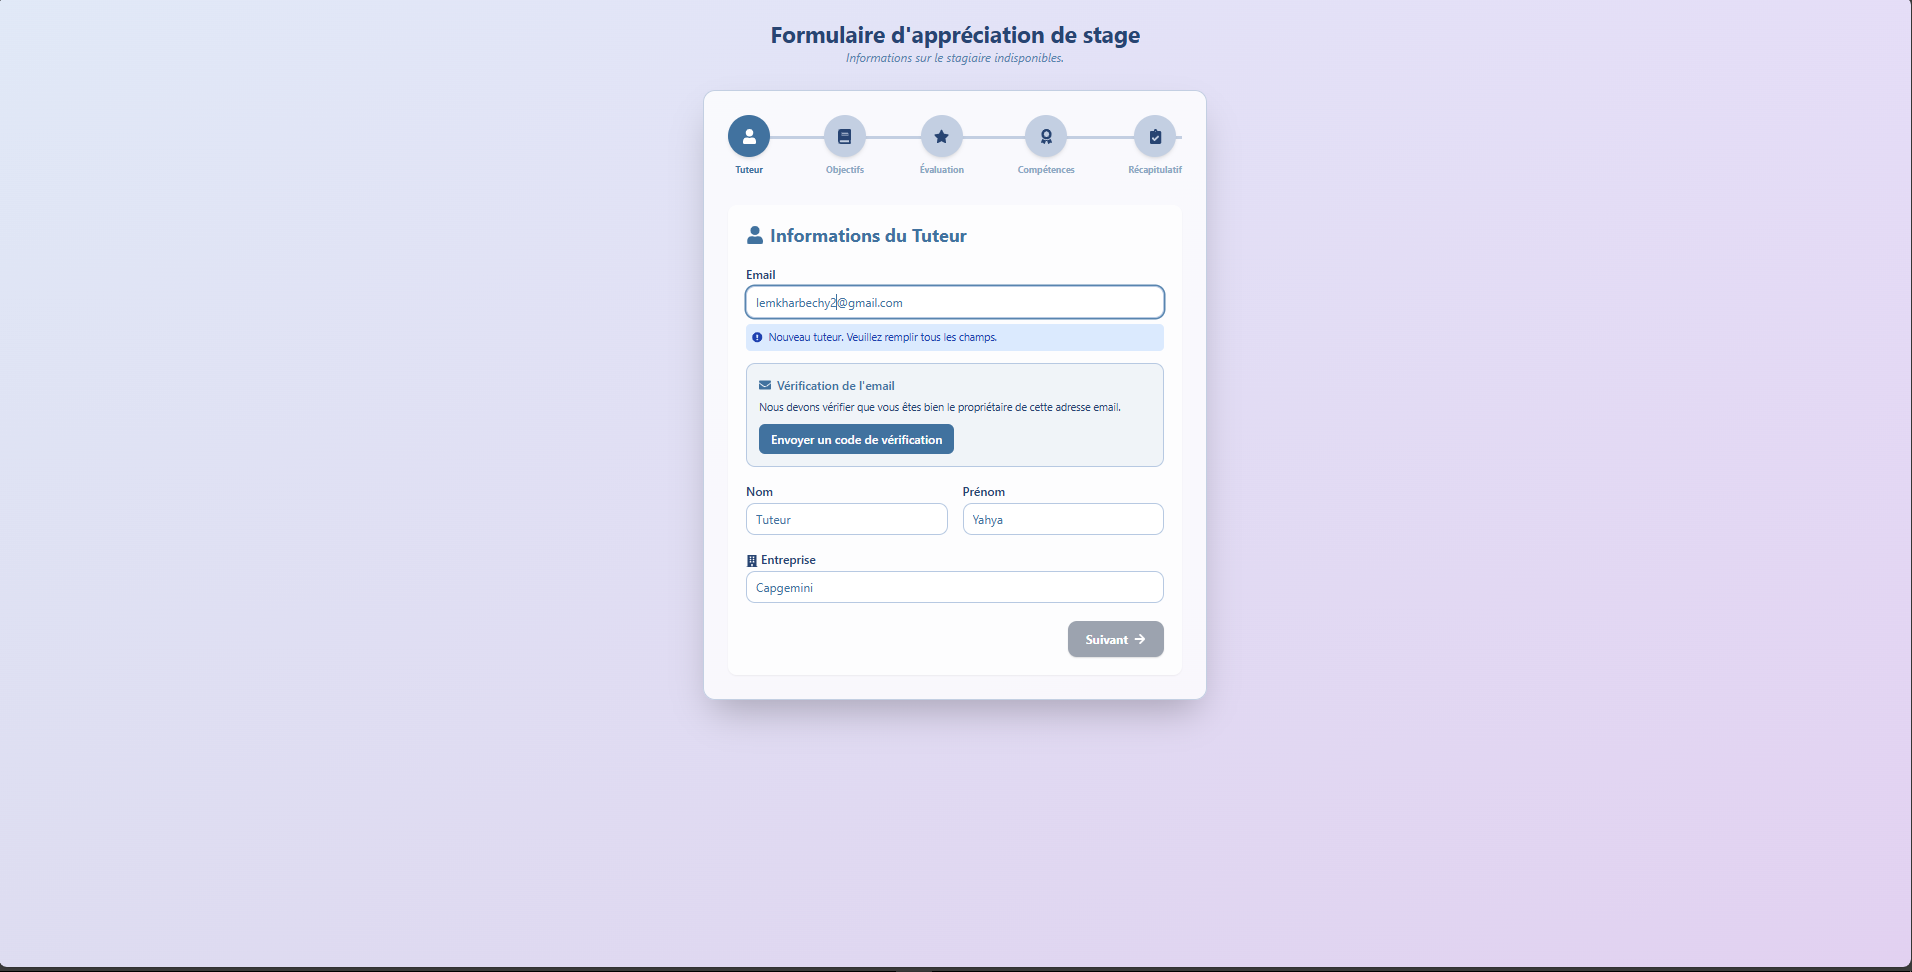 Formulaire d'appréciation de stage
Informations sur le stagiaire indisponibles.
Tuteur
Objectifs
Évaluation
Compétences
Récapitulatif
Informations du Tuteur
Email
lemkharbechy2@gmail.com
Nouveau tuteur. Veuillez remplir tous les champs.
Vérification de l'email
Nous devons vérifier que vous êtes bien le propriétaire de cette adresse email.
Envoyer un code de vérification
Nom
Prénom
Tuteur
Yahya
Entreprise
Capgemini
Suivant